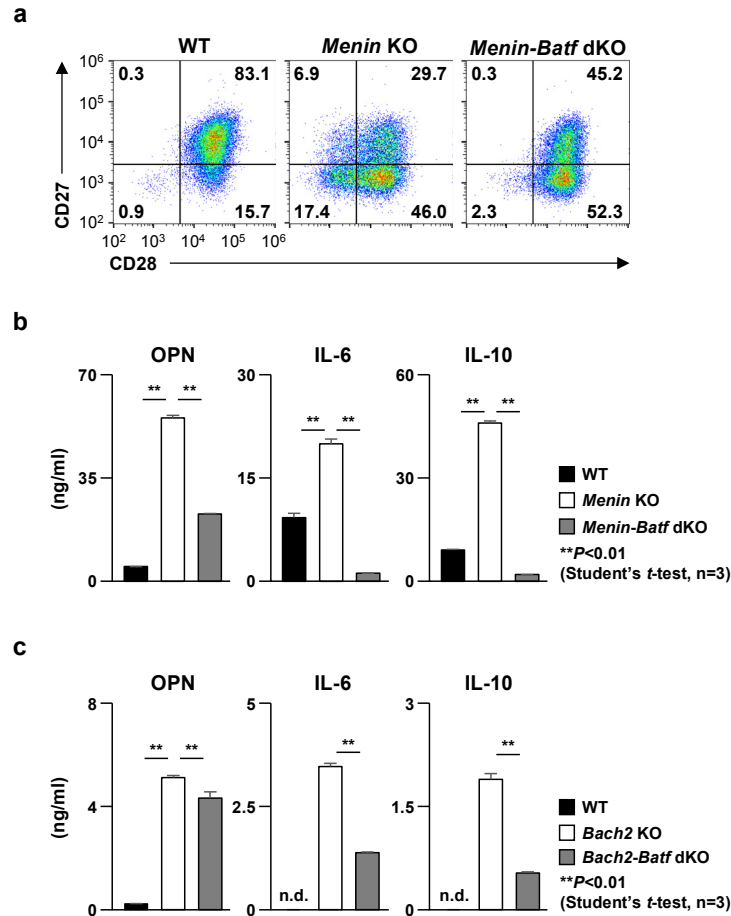 a
WT
Menin KO
Menin-Batf dKO
10⁶
10⁵
10⁴
10³
10²
CD27
0.3 83.1
0.9 15.7
6.9 29.7
17.4 46.0
0.3 45.2
2.3 52.3
10² 10³ 10⁴ 10⁵ 10⁶
CD28
b
OPN
IL-6
IL-10
(ng/ml)
70
35
0
** **
30
15
0
** **
60
30
0
** **
WT
Menin KO
Menin-Batf dKO
**P<0.01
(Student's t-test, n=3)
c
OPN
IL-6
IL-10
(ng/ml)
8
4
0
** **
5
2.5
0
n.d.
**
3
1.5
0
n.d.
**
WT
Bach2 KO
Bach2-Batf dKO
**P<0.01
(Student's t-test, n=3)